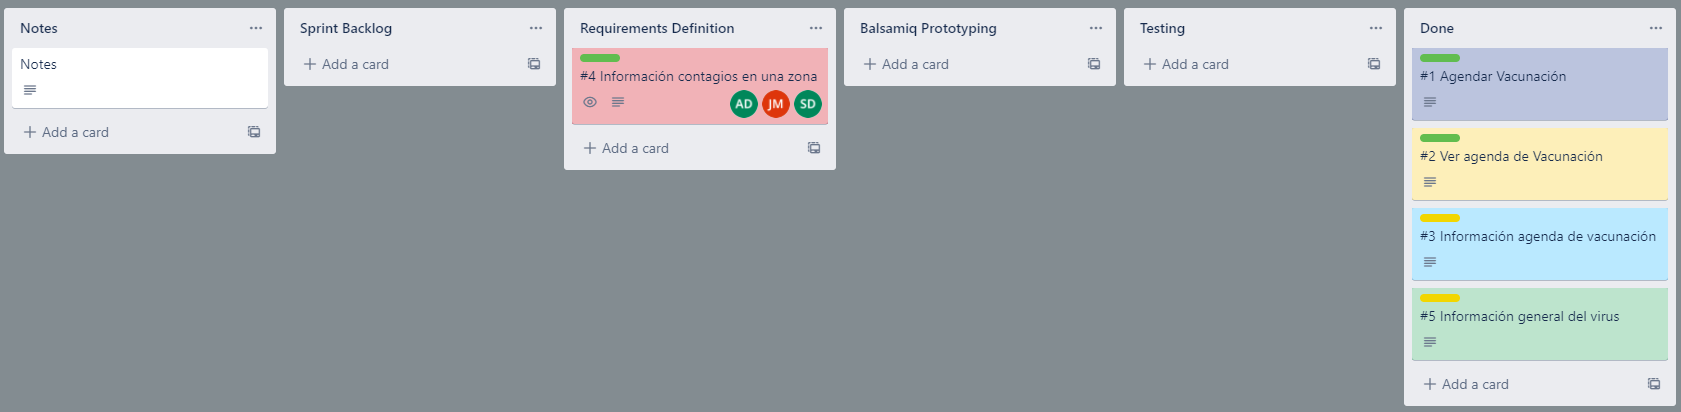 Notes
Notes
Add a card
Sprint Backlog
Add a card
Requirements Definition
#4 Información contagios en una zona
AD JM SD
Add a card
Balsamiq Prototyping
Add a card
Testing
Add a card
Done
#1 Agendar Vacunación
#2 Ver agenda de Vacunación
#3 Información agenda de vacunación
#5 Información general del virus
Add a card